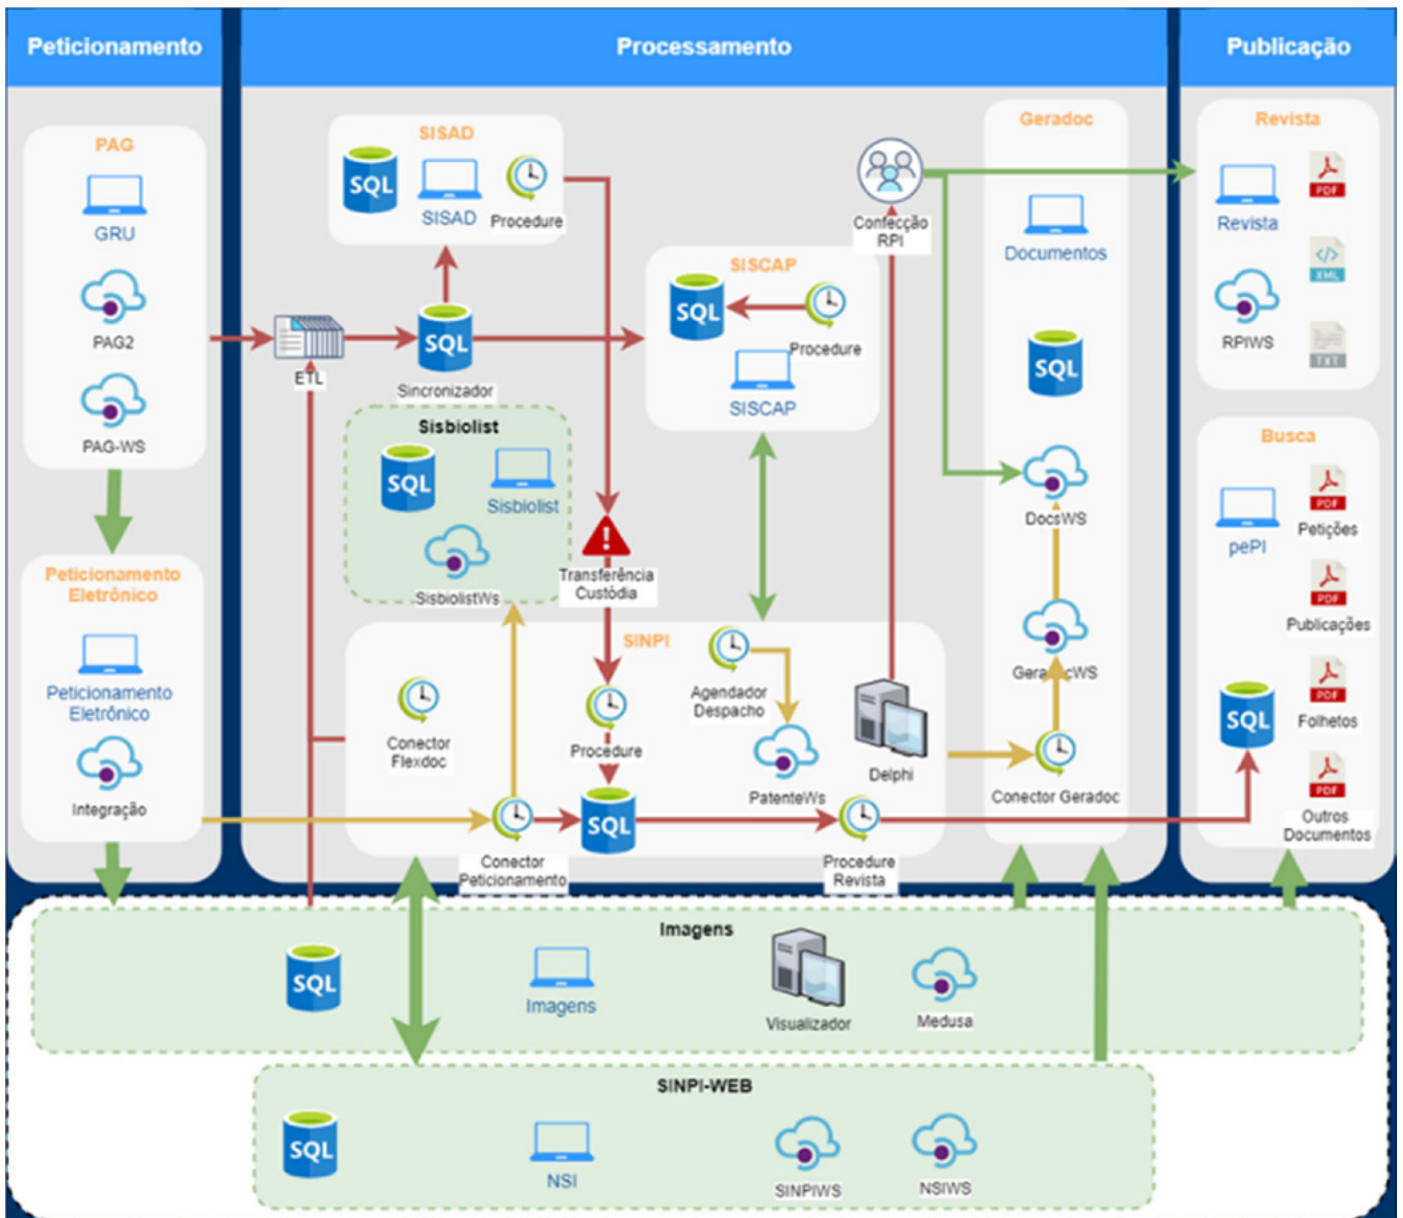 Peticionamento
Processamento
Publicação
PAG
GRU
PAG2
PAG-WS
Peticionamento
Eletrônico
Peticionamento
Eletrônico
Integração
SISAD
SQL
SISAD
Procedure
ETL
SQL
Sincronizador
SISCAP
SQL
Procedure
SISCAP
Sisbiolist
SQL
Sisbiolist
SisbiolistWs
Transferência
Custódia
SINPI
Conector
Flexdoc
Procedure
Agendador
Despacho
PatenteWs
Delphi
Conector
Peticionamento
SQL
Procedure
Revista
Confecção
RPI
Geradoc
Documentos
SQL
DocsWS
Conector Geradoc
Revista
Revista
PDF
XML
RPIWS
TXT
Busca
pePI
PDF
Petições
PDF
Publicações
PDF
Folhetos
SQL
PDF
Outros
Documentos
Imagens
SQL
Imagens
Visualizador
Medusa
SINPI-WEB
SQL
NSI
SINPIWS
NSIWS